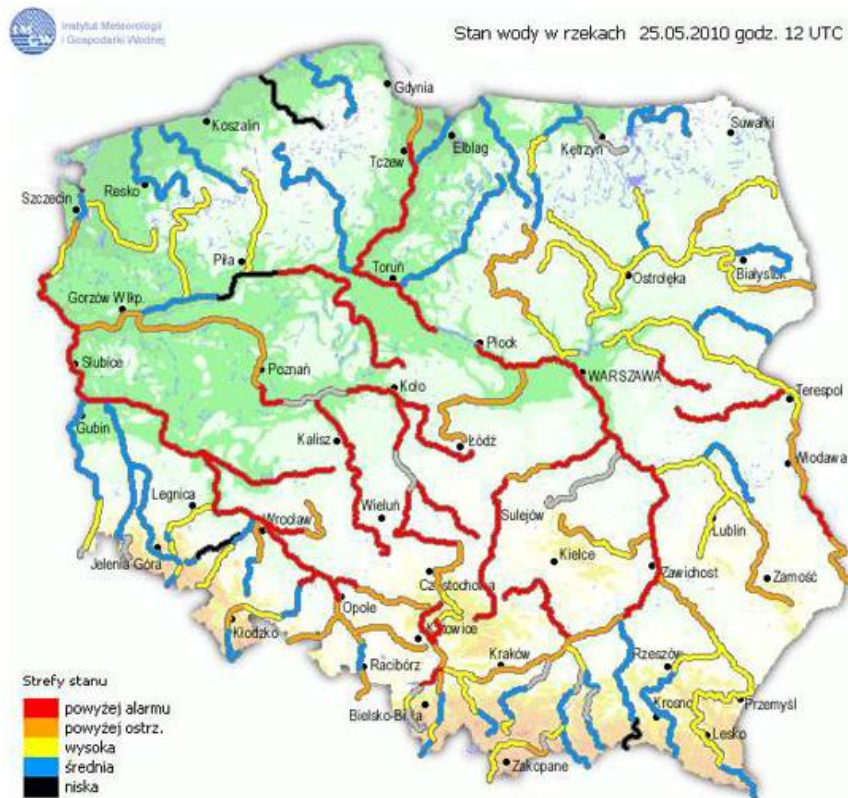 Instytut Meteorologii
i Gospodarki Wodnej
Stan wody w rzekach 25.05.2010 godz. 12 UTC
Gdynia
Koszalin
Suwałki
Elbląg
Kętrzyn
Tczew
Resko
Szczecin
Piła
Toruń
Ostrołęka
Białystok
Gorzów Wlkp.
Płock
Słubice
Poznań
WARSZAWA
Koło
Terespol
Gubin
Kalisz
Łódź
Włodawa
Legnica
Wieluń
Sulejów
Wrocław
Lublin
Jelenia Góra
Kielce
Zawichost
Częstochowa
Zamość
Opole
Kłodzko
Katowice
Racibórz
Kraków
Rzeszów
Strefy stanu
Bielsko-Biała
Krosno
Przemyśl
powyżej alarmu
powyżej ostrz.
Lesko
wysoka
Zakopane
średnia
niska